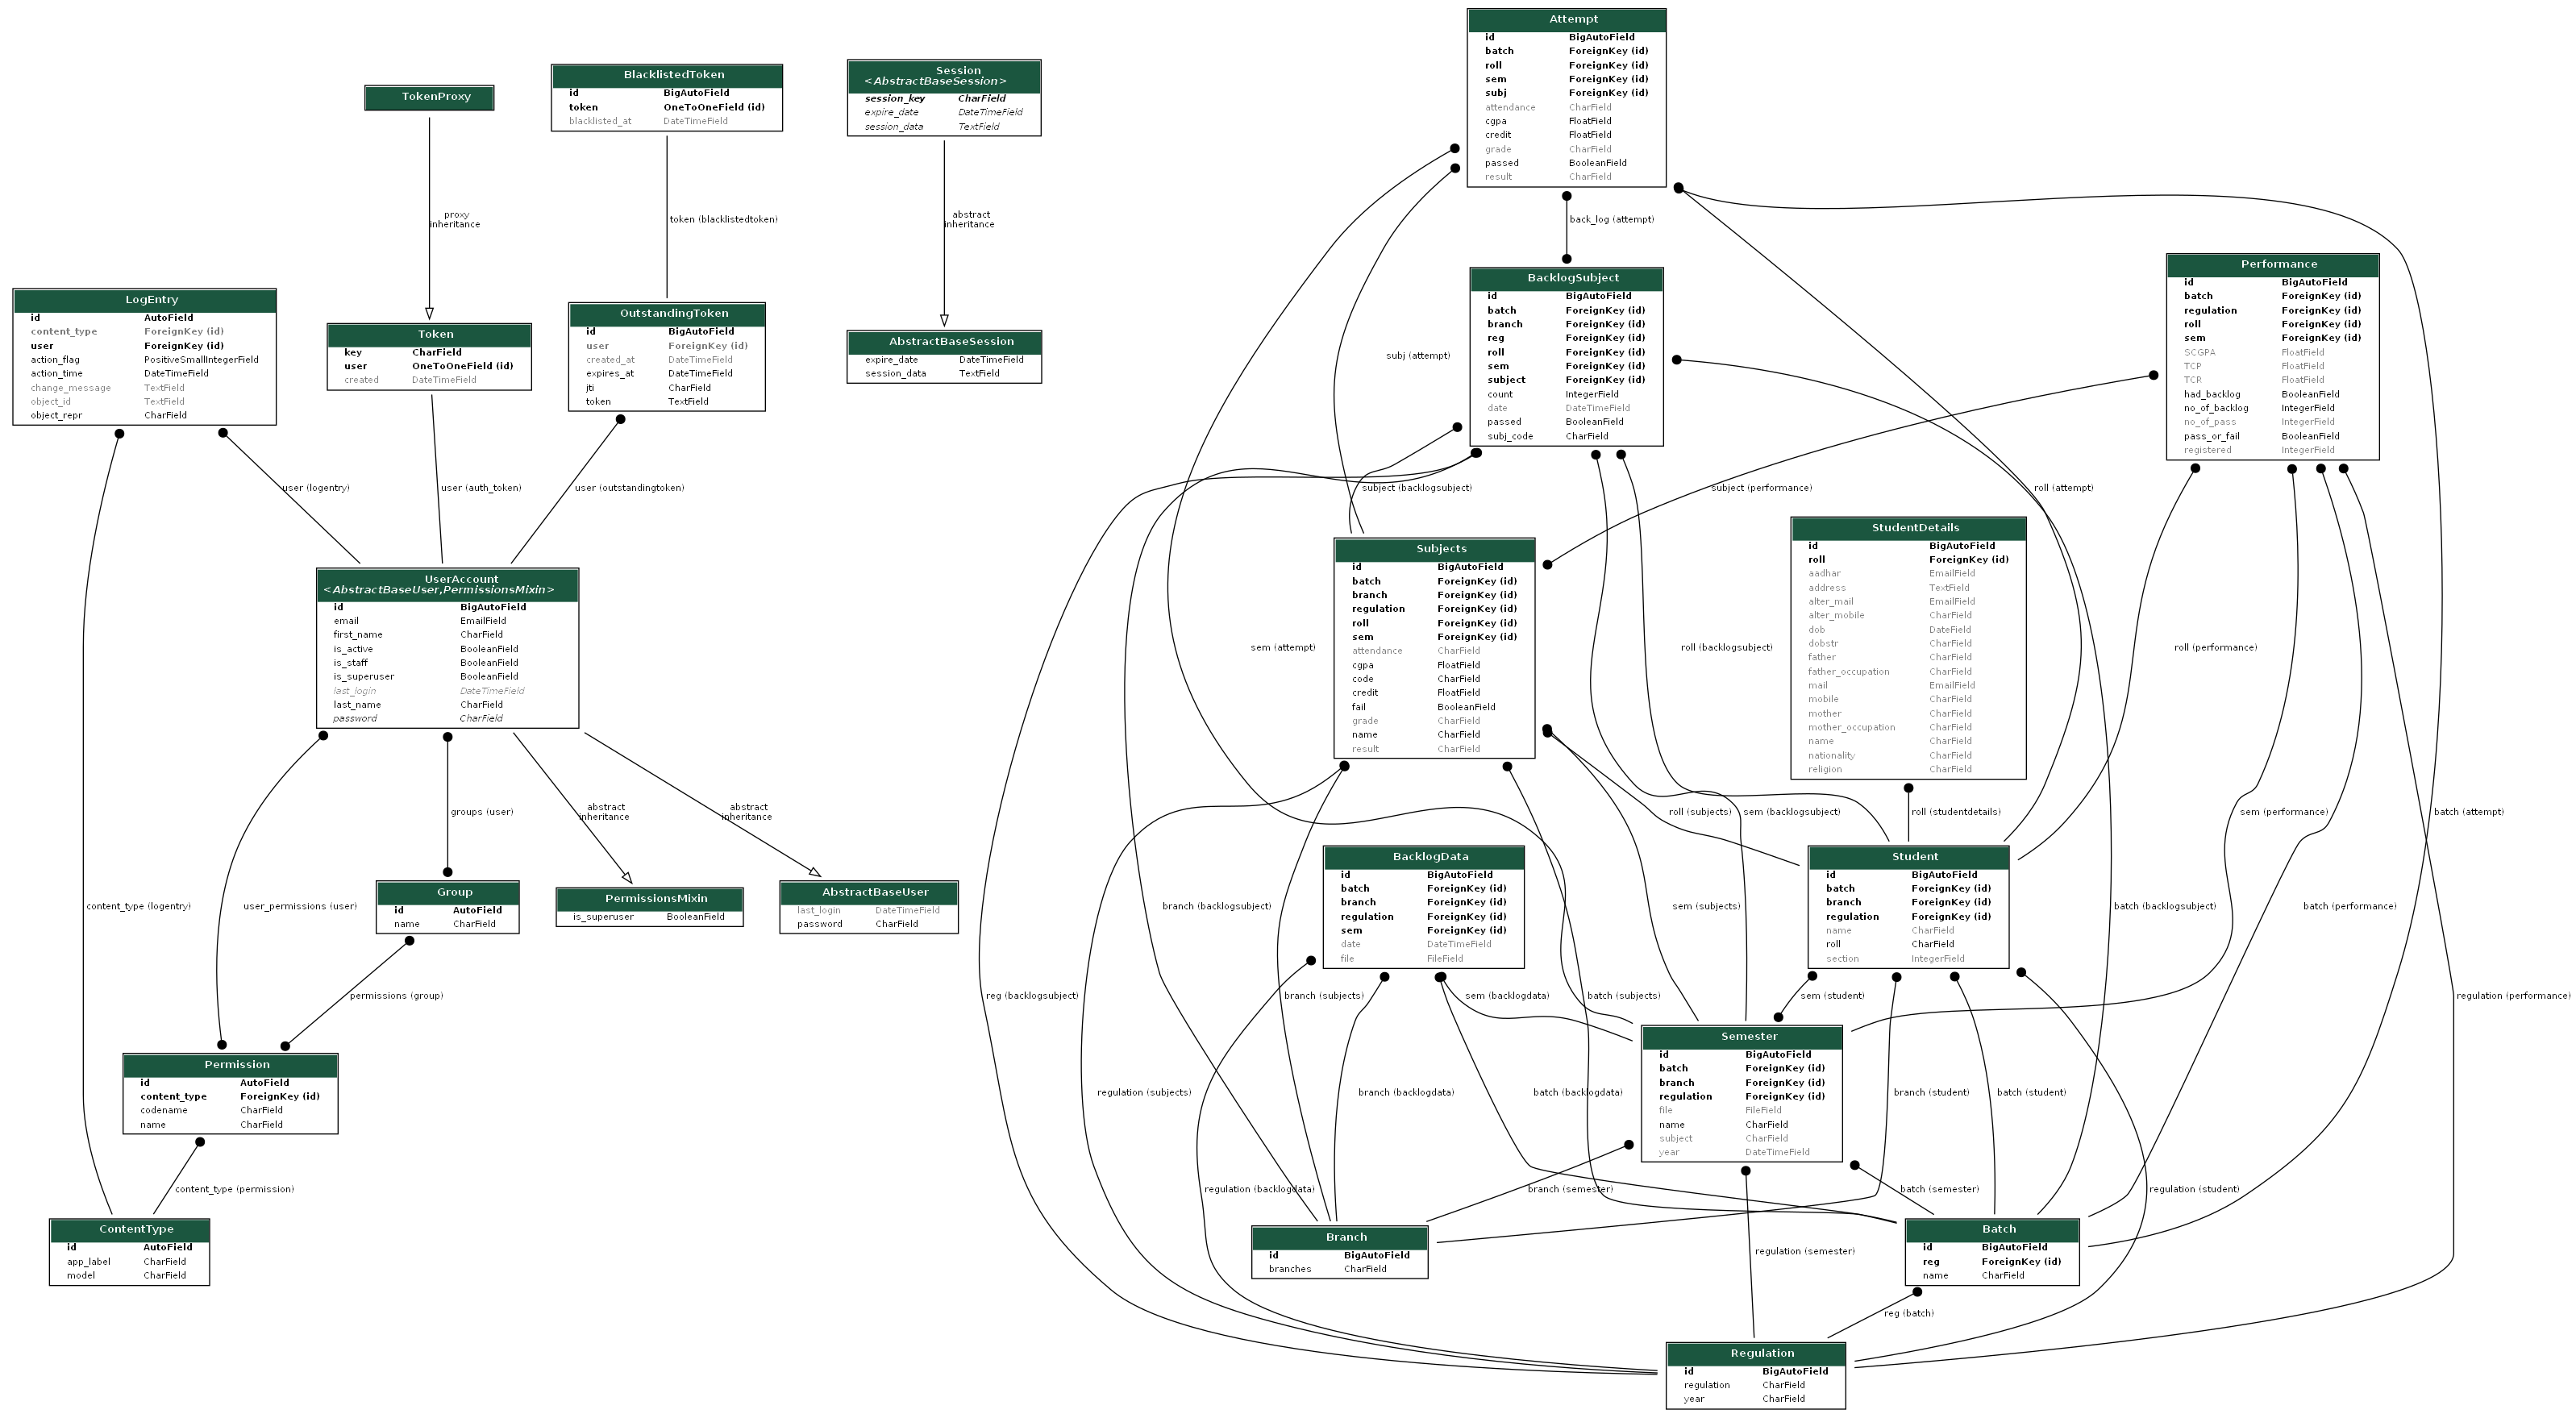 TokenProxy
BlacklistedToken
id BigAutoField
token OneToOneField (id)
blacklisted_at DateTimeField
Session
<AbstractBaseSession>
session_key CharField
expire_date DateTimeField
session_data TextField
proxy
inheritance
token (blacklistedtoken)
abstract
inheritance
LogEntry
id AutoField
content_type ForeignKey (id)
user ForeignKey (id)
action_flag PositiveSmallIntegerField
action_time DateTimeField
change_message TextField
object_id TextField
object_repr CharField
Token
key CharField
user OneToOneField (id)
created DateTimeField
OutstandingToken
id BigAutoField
user ForeignKey (id)
created_at DateTimeField
expires_at DateTimeField
jti CharField
token TextField
AbstractBaseSession
expire_date DateTimeField
session_data TextField
user (logentry)
user (auth_token)
user (outstandingtoken)
UserAccount
<AbstractBaseUser,PermissionsMixin>
id BigAutoField
email EmailField
first_name CharField
is_active BooleanField
is_staff BooleanField
is_superuser BooleanField
last_login DateTimeField
last_name CharField
password CharField
groups (user)
abstract
inheritance
abstract
inheritance
content_type (logentry)
user_permissions (user)
Group
id AutoField
name CharField
PermissionsMixin
is_superuser BooleanField
AbstractBaseUser
last_login DateTimeField
password CharField
permissions (group)
Permission
id AutoField
content_type ForeignKey (id)
codename CharField
name CharField
content_type (permission)
ContentType
id AutoField
app_label CharField
model CharField
Attempt
id BigAutoField
batch ForeignKey (id)
roll ForeignKey (id)
sem ForeignKey (id)
subj ForeignKey (id)
attendance CharField
cgpa FloatField
credit FloatField
grade CharField
passed BooleanField
result CharField
back_log (attempt)
BacklogSubject
id BigAutoField
batch ForeignKey (id)
branch ForeignKey (id)
reg ForeignKey (id)
roll ForeignKey (id)
sem ForeignKey (id)
subject ForeignKey (id)
count IntegerField
date DateTimeField
passed BooleanField
subj_code CharField
Performance
id BigAutoField
batch ForeignKey (id)
regulation ForeignKey (id)
roll ForeignKey (id)
sem ForeignKey (id)
SCGPA FloatField
TCP FloatField
TCR FloatField
had_backlog BooleanField
no_of_backlog IntegerField
no_of_pass IntegerField
pass_or_fail BooleanField
registered IntegerField
subj (attempt)
subject (backlogsubject)
subject (performance)
roll (attempt)
Subjects
id BigAutoField
batch ForeignKey (id)
branch ForeignKey (id)
regulation ForeignKey (id)
roll ForeignKey (id)
sem ForeignKey (id)
attendance CharField
cgpa FloatField
code CharField
credit FloatField
fail BooleanField
grade CharField
name CharField
result CharField
StudentDetails
id BigAutoField
roll ForeignKey (id)
aadhar EmailField
address TextField
alter_mail EmailField
alter_mobile CharField
dob DateField
dobstr CharField
father CharField
father_occupation CharField
mail EmailField
mobile CharField
mother CharField
mother_occupation CharField
name CharField
nationality CharField
religion CharField
sem (attempt)
roll (backlogsubject)
roll (performance)
roll (subjects)
sem (backlogsubject)
roll (studentdetails)
sem (performance)
batch (attempt)
BacklogData
id BigAutoField
batch ForeignKey (id)
branch ForeignKey (id)
regulation ForeignKey (id)
sem ForeignKey (id)
date DateTimeField
file FileField
Student
id BigAutoField
batch ForeignKey (id)
branch ForeignKey (id)
regulation ForeignKey (id)
name CharField
roll CharField
section IntegerField
branch (backlogsubject)
sem (subjects)
batch (backlogsubject)
batch (performance)
reg (backlogsubject)
branch (subjects)
sem (backlogdata)
batch (subjects)
sem (student)
regulation (performance)
Semester
id BigAutoField
batch ForeignKey (id)
branch ForeignKey (id)
regulation ForeignKey (id)
file FileField
name CharField
subject CharField
year DateTimeField
regulation (subjects)
branch (backlogdata)
batch (backlogdata)
branch (student)
batch (student)
regulation (backlogdata)
branch (semester)
batch (semester)
regulation (student)
Branch
id BigAutoField
branches CharField
regulation (semester)
Batch
id BigAutoField
reg ForeignKey (id)
name CharField
reg (batch)
Regulation
id BigAutoField
regulation CharField
year CharField